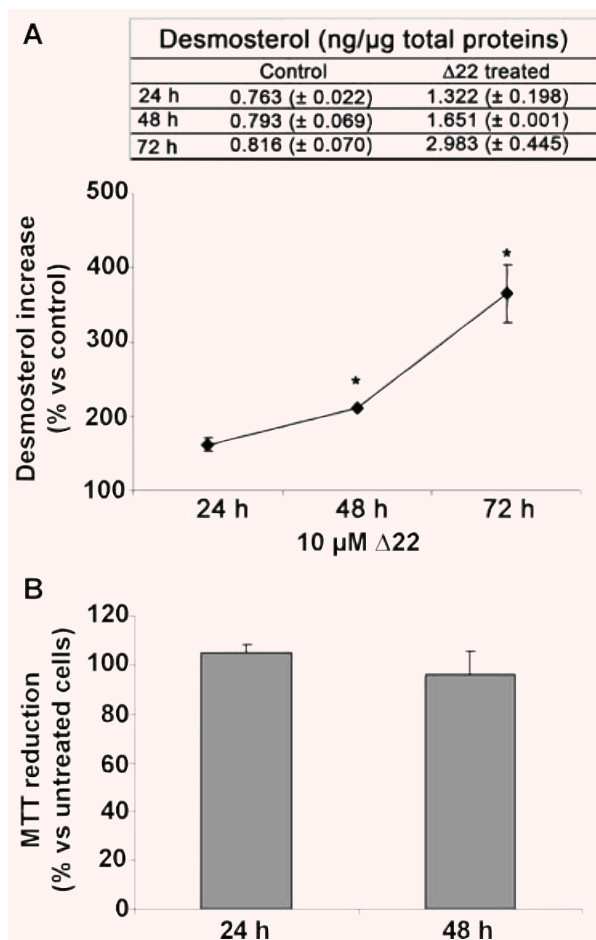 A
Desmosterol (ng/µg total proteins)
Control Δ22 treated
24 h 0.763 (± 0.022) 1.322 (± 0.198)
48 h 0.793 (± 0.069) 1.651 (± 0.001)
72 h 0.816 (± 0.070) 2.983 (± 0.445)
Desmosterol increase
(% vs control)
500
400
300
200
100
*
*
24 h 48 h 72 h
10 µM Δ22
B
MTT reduction
(% vs untreated cells)
120
100
80
60
40
20
0
24 h 48 h